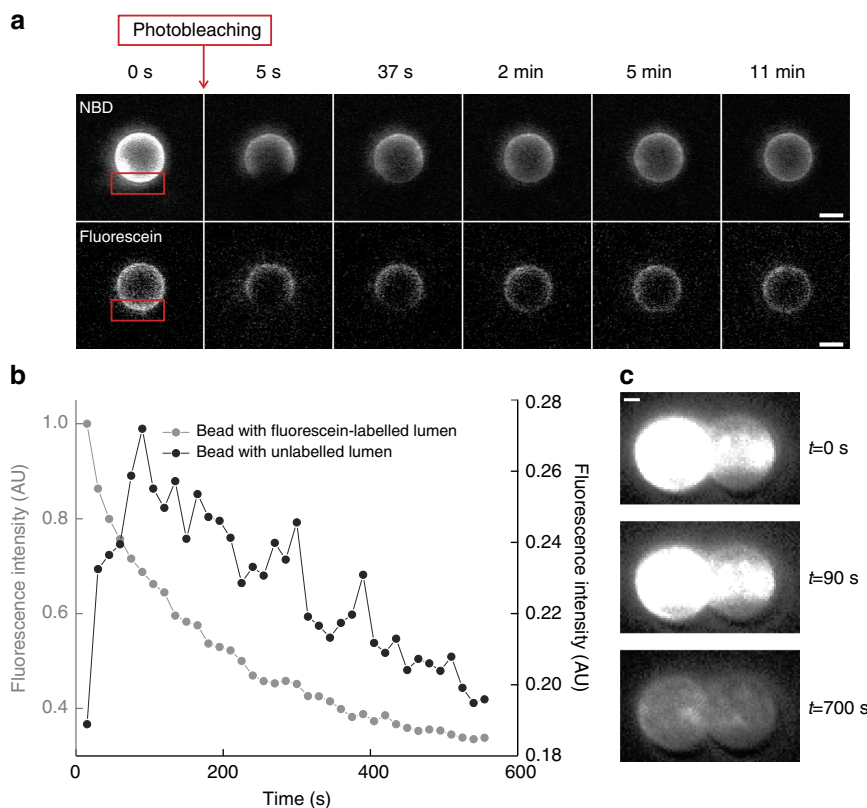 a
Photobleaching
0 s 5 s 37 s 2 min 5 min 11 min
NBD
Fluorescein
b
Fluorescence intensity (AU)
1.0
0.8
0.6
0.4
Bead with fluorescein-labelled lumen
Bead with unlabelled lumen
0.28
0.26
0.24
0.22
0.20
0.18
Fluorescence intensity (AU)
0 200 400 600
Time (s)
c
t=0 s
t=90 s
t=700 s